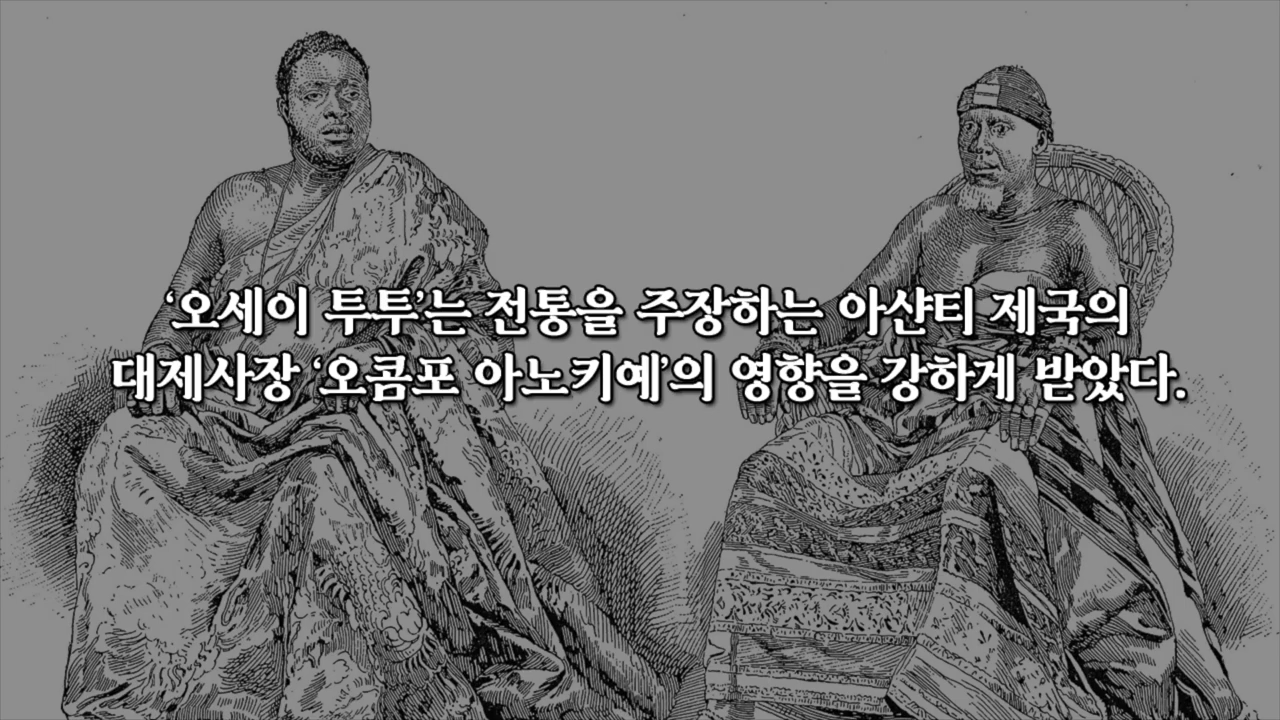 ‘오세이 투투’는 전통을 주장하는 아샨티 제국의
대제사장 ‘오콤포 아노키예’의 영향을 강하게 받았다.